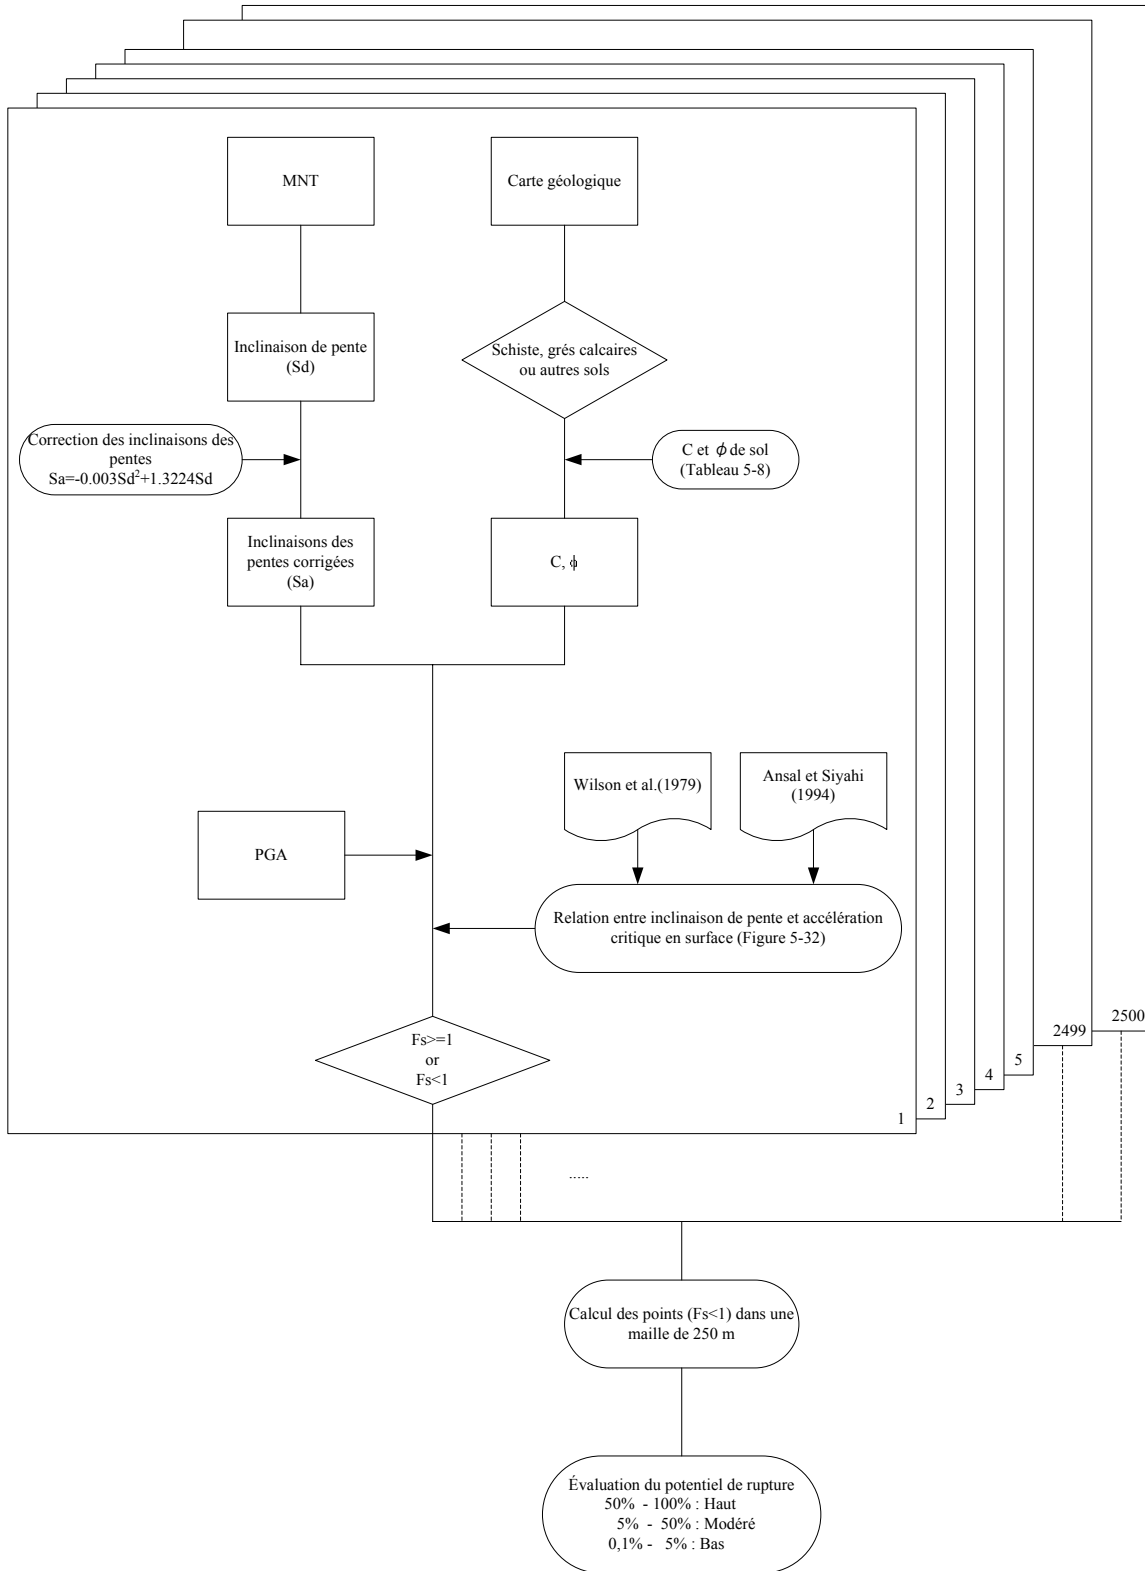 MNT
Carte géologique
Inclinaison de pente
(Sd)
Schiste, grés calcaires
ou autres sols
Correction des inclinaisons des
pentes
Sa=-0.003Sd²+1.3224Sd
C et ϕ de sol
(Tableau 5-8)
Inclinaisons des
pentes corrigées
(Sa)
C, ϕ
Wilson et al.(1979)
Ansal et Siyahi
(1994)
PGA
Relation entre inclinaison de pente et accélération
critique en surface (Figure 5-32)
Fs>=1
or
Fs<1
1
2
3
4
5
2499
2500
.....
Calcul des points (Fs<1) dans une
maille de 250 m
Évaluation du potentiel de rupture
50% - 100% : Haut
5% - 50% : Modéré
0,1% - 5% : Bas